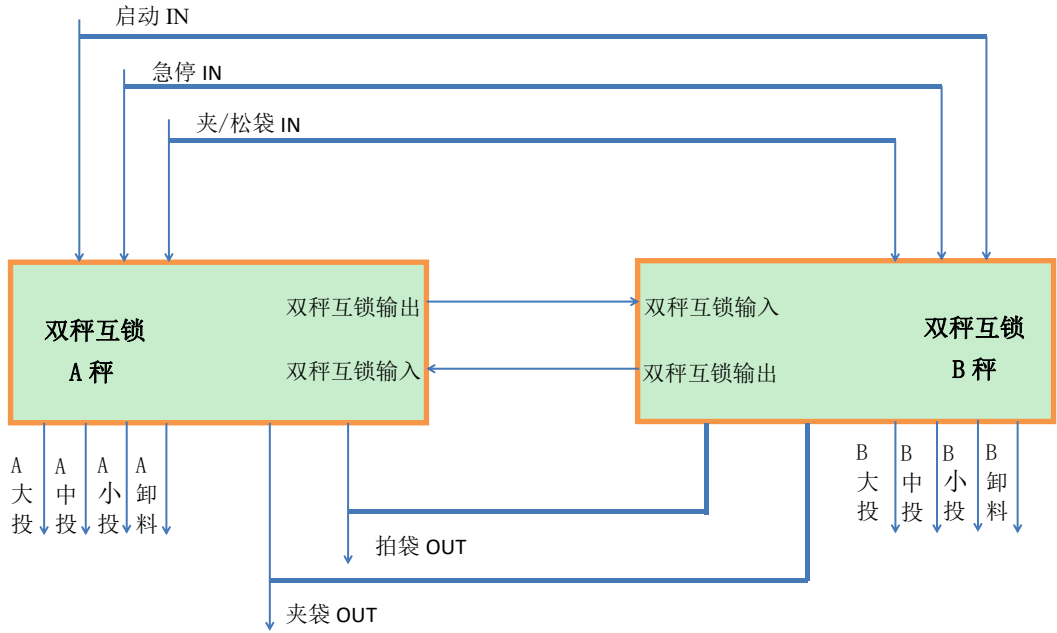 启动 IN
急停 IN
夹/松袋 IN
双秤互锁
A 秤
双秤互锁输出
双秤互锁输入
双秤互锁输入
双秤互锁输出
双秤互锁
B 秤
A
大
投
A
中
投
A
小
投
A
卸
料
B
大
投
B
中
投
B
小
投
B
卸
料
拍袋 OUT
夹袋 OUT